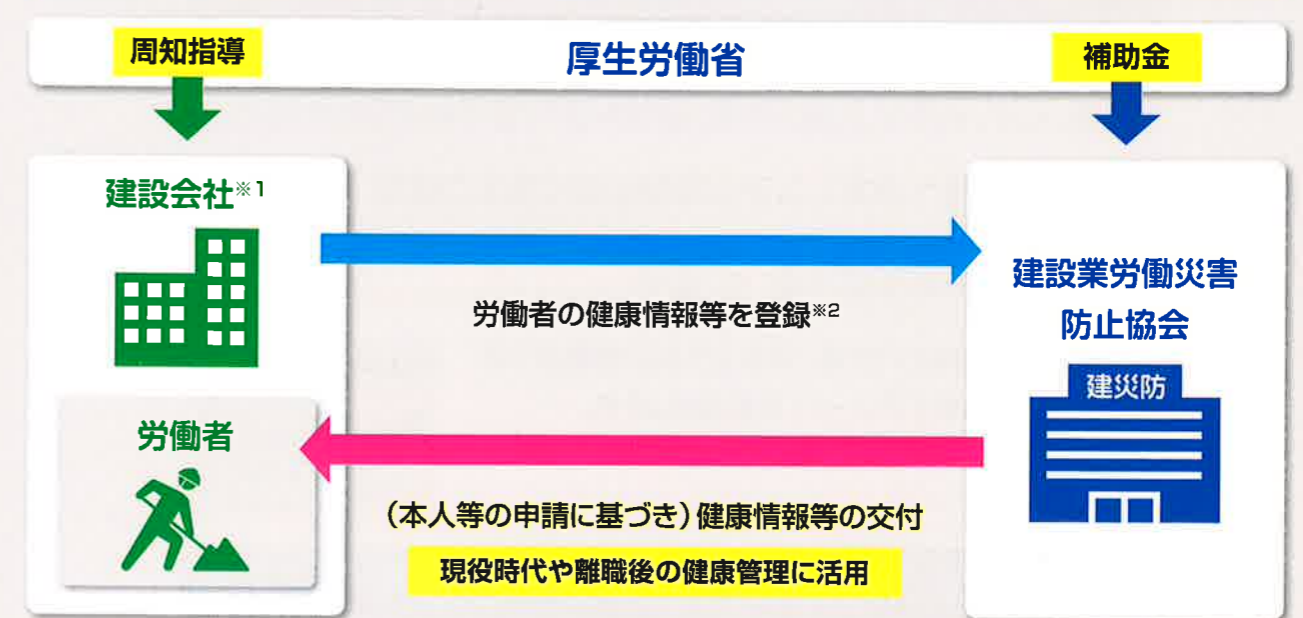 周知指導
厚生労働省
補助金
建設会社※1
労働者の健康情報等を登録※2
建設業労働災害
防止協会
建災防
労働者
（本人等の申請に基づき）健康情報等の交付
現役時代や離職後の健康管理に活用